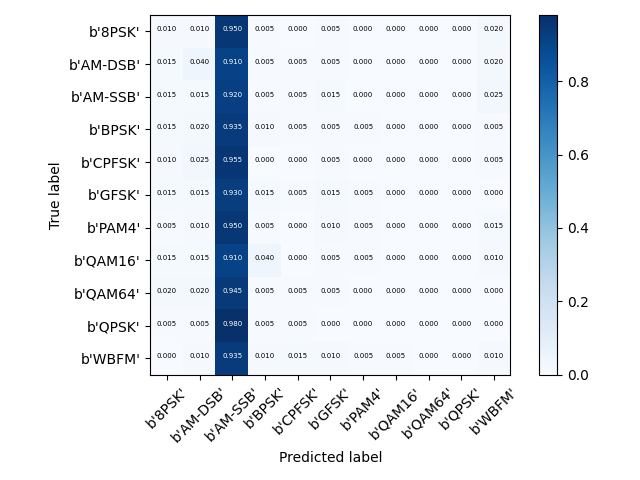 b'8PSK' 0.010 0.010 0.950 0.005 0.000 0.005 0.000 0.000 0.000 0.000 0.020
b'AM-DSB' 0.015 0.040 0.910 0.005 0.005 0.005 0.000 0.000 0.000 0.000 0.020
b'AM-SSB' 0.015 0.015 0.920 0.005 0.005 0.015 0.000 0.000 0.000 0.000 0.025
b'BPSK' 0.015 0.020 0.935 0.010 0.005 0.005 0.005 0.000 0.000 0.000 0.005
b'CPFSK' 0.010 0.025 0.955 0.000 0.000 0.005 0.000 0.000 0.000 0.000 0.005
b'GFSK' 0.015 0.015 0.930 0.015 0.005 0.015 0.005 0.000 0.000 0.000 0.000
b'PAM4' 0.005 0.010 0.950 0.005 0.000 0.010 0.005 0.000 0.000 0.000 0.015
b'QAM16' 0.015 0.015 0.910 0.040 0.000 0.005 0.005 0.000 0.000 0.000 0.010
b'QAM64' 0.020 0.020 0.945 0.005 0.005 0.005 0.000 0.000 0.000 0.000 0.000
b'QPSK' 0.005 0.005 0.980 0.005 0.005 0.000 0.000 0.000 0.000 0.000 0.000
b'WBFM' 0.000 0.010 0.935 0.010 0.015 0.010 0.005 0.005 0.000 0.000 0.010
b'8PSK' b'AM-DSB' b'AM-SSB' b'BPSK' b'CPFSK' b'GFSK' b'PAM4' b'QAM16' b'QAM64' b'QPSK' b'WBFM'
Predicted label
True label
0.8
0.6
0.4
0.2
0.0